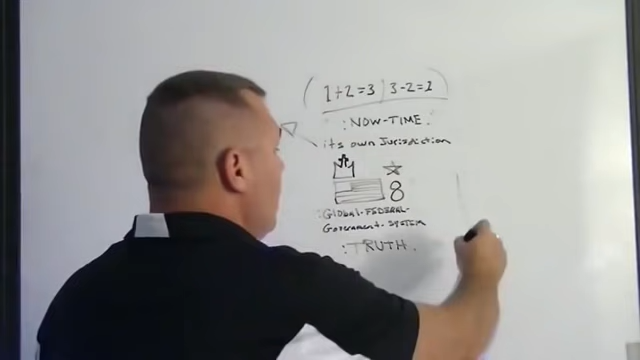 (1+2=3)3-2=1
:NOW-TIME.
its own Jurisdiction
8
:Global-FEDERAL-
Government-SYSTEM
:TRUTH.